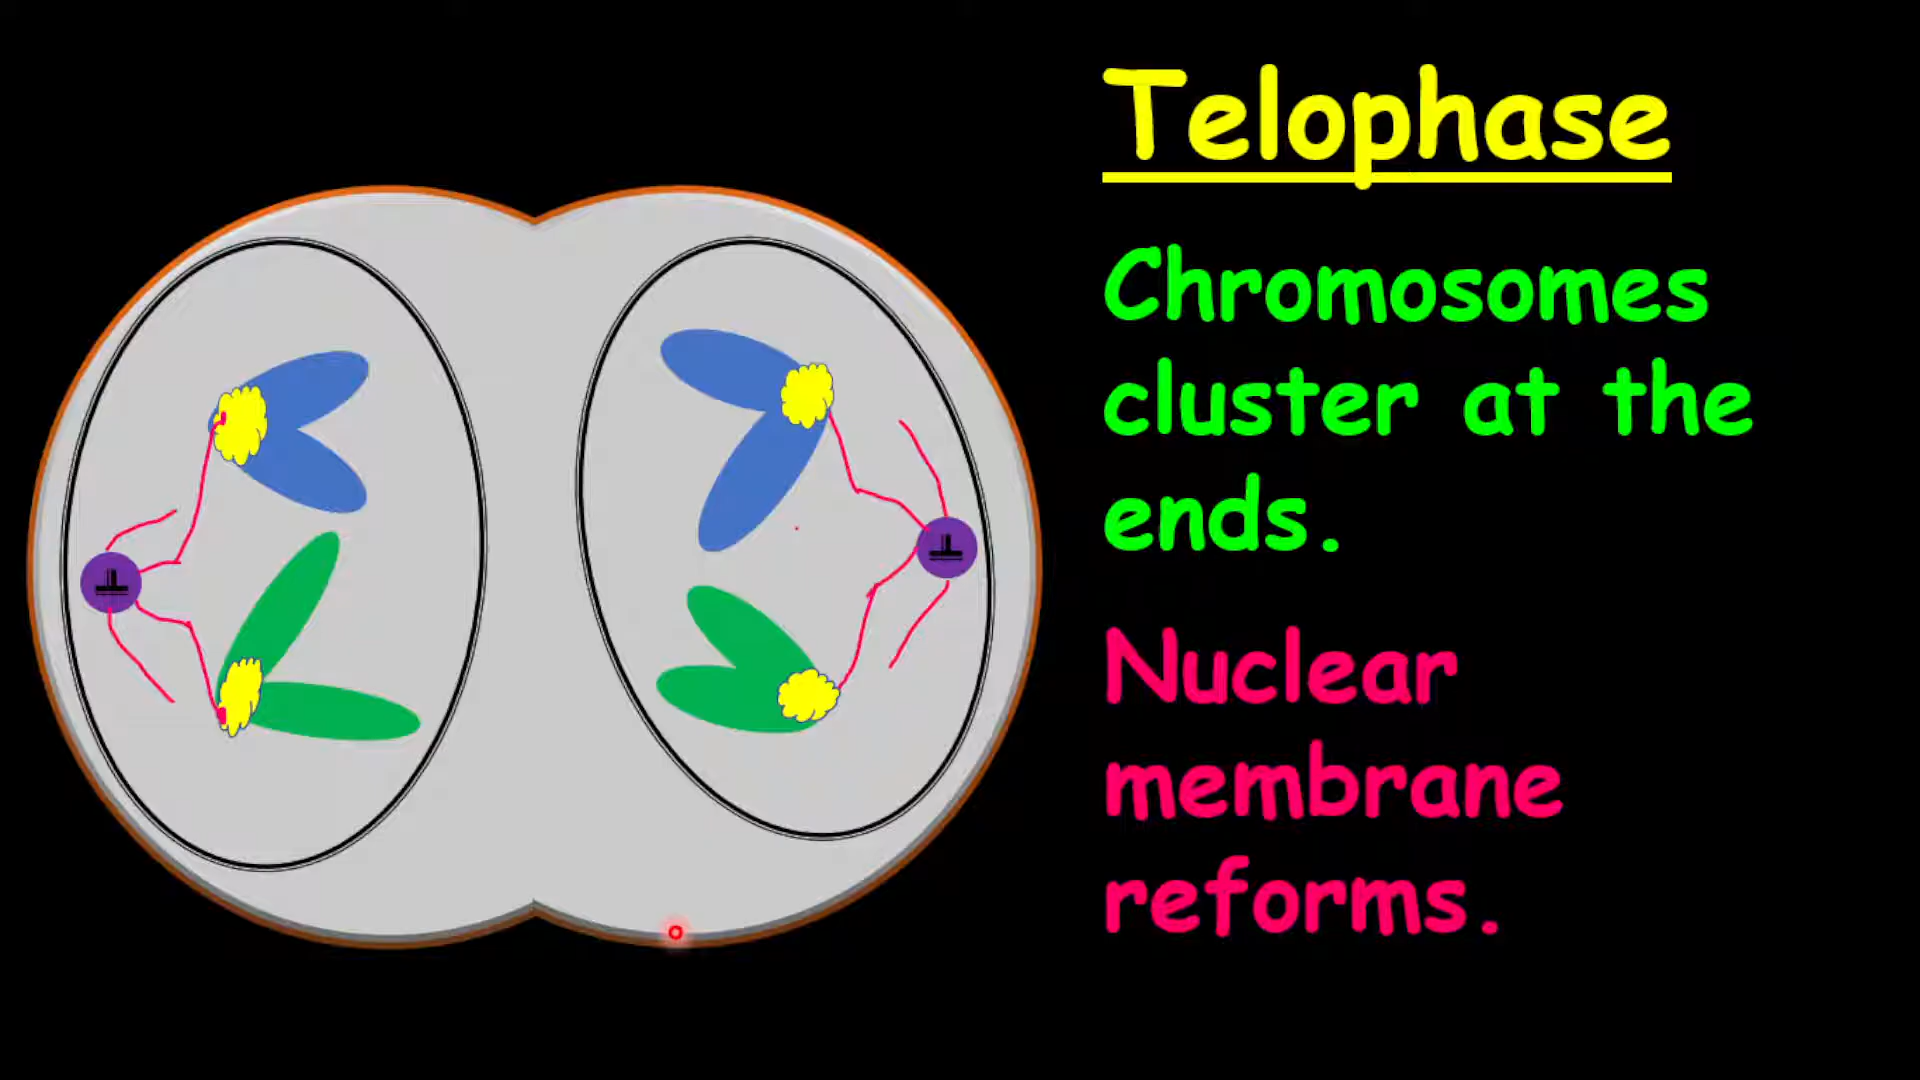 Telophase
Chromosomes
cluster at the
ends.
Nuclear
membrane
reforms.